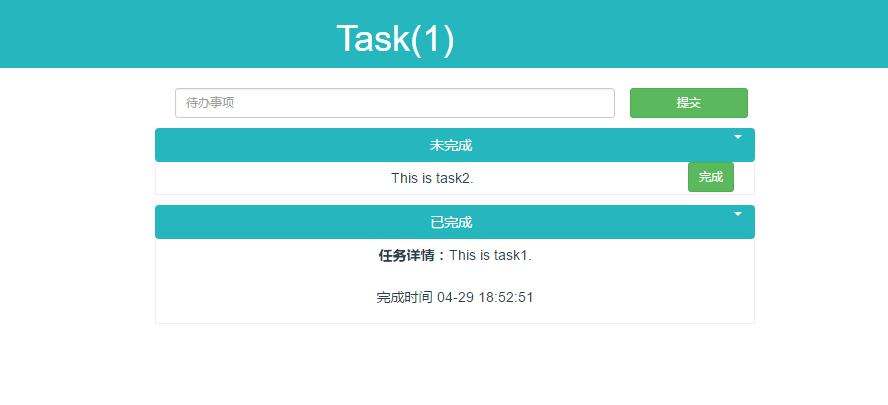 Task(1)
待办事项 提交
未完成
This is task2. 完成
已完成
任务详情：This is task1.
完成时间 04-29 18:52:51